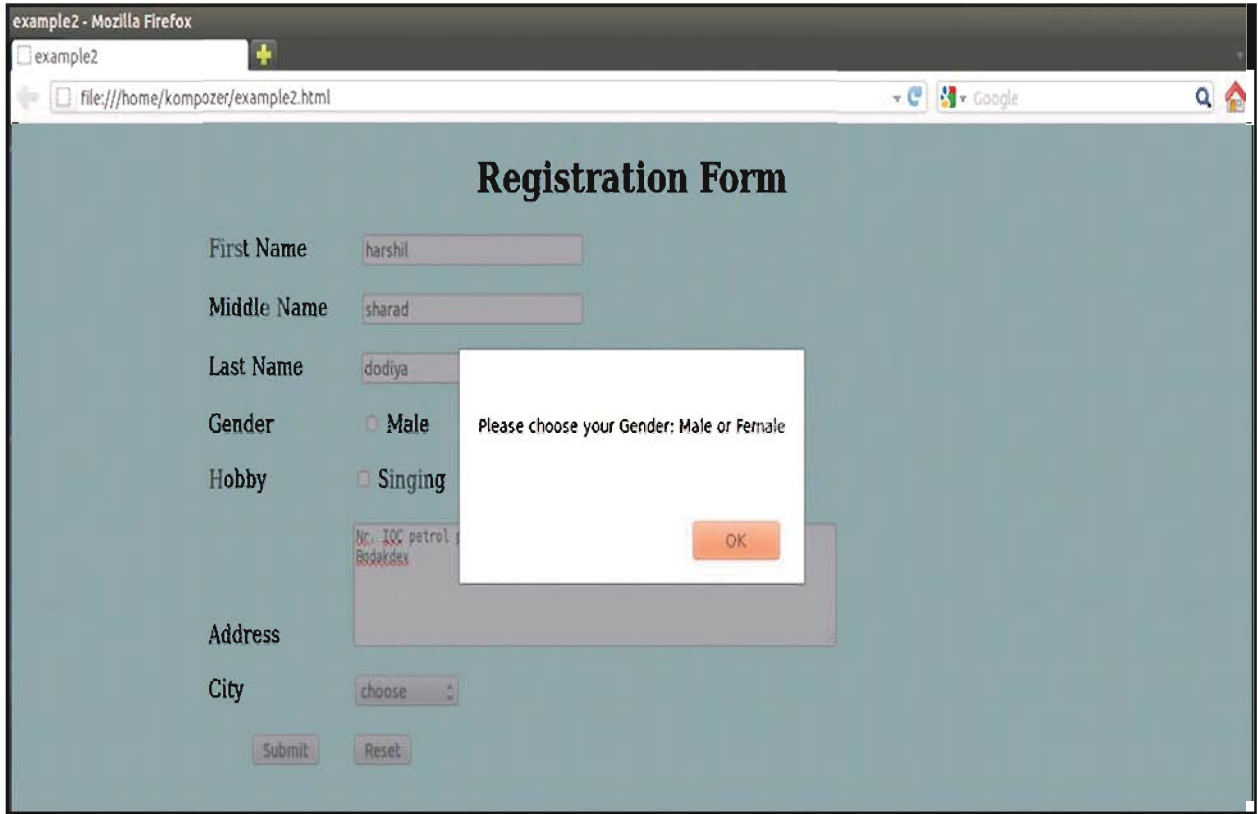 example2 - Mozilla Firefox
example2
file:///home/kompozer/example2.html
Google
Registration Form
First Name harshil
Middle Name sharad
Last Name dodiya
Gender Male
Please choose your Gender: Male or Female
Hobby Singing
Nr. IOC petrol
Bodakdev
OK
Address
City choose
Submit Reset